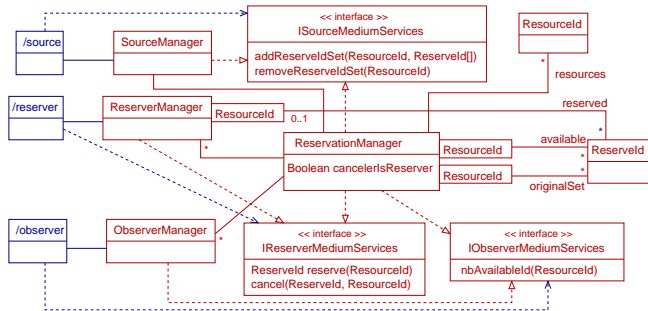 << interface >>
ISourceMediumServices
ResourceId
/source
SourceManager
addReserveIdSet(ResourceId, ReserveId[])
removeReserveIdSet(ResourceId)
*
resources
/reserver
ReserverManager
ResourceId
0..1
reserved
*
*
ReservationManager
Boolean cancelerIsReserver
ResourceId
available
*
ReserveId
ResourceId
*
originalSet
/observer
ObserverManager
*
<< interface >>
IReserverMediumServices
ReserveId reserve(ResourceId)
cancel(ReserveId, ResourceId)
<< interface >>
IObserverMediumServices
nbAvailableId(ResourceId)